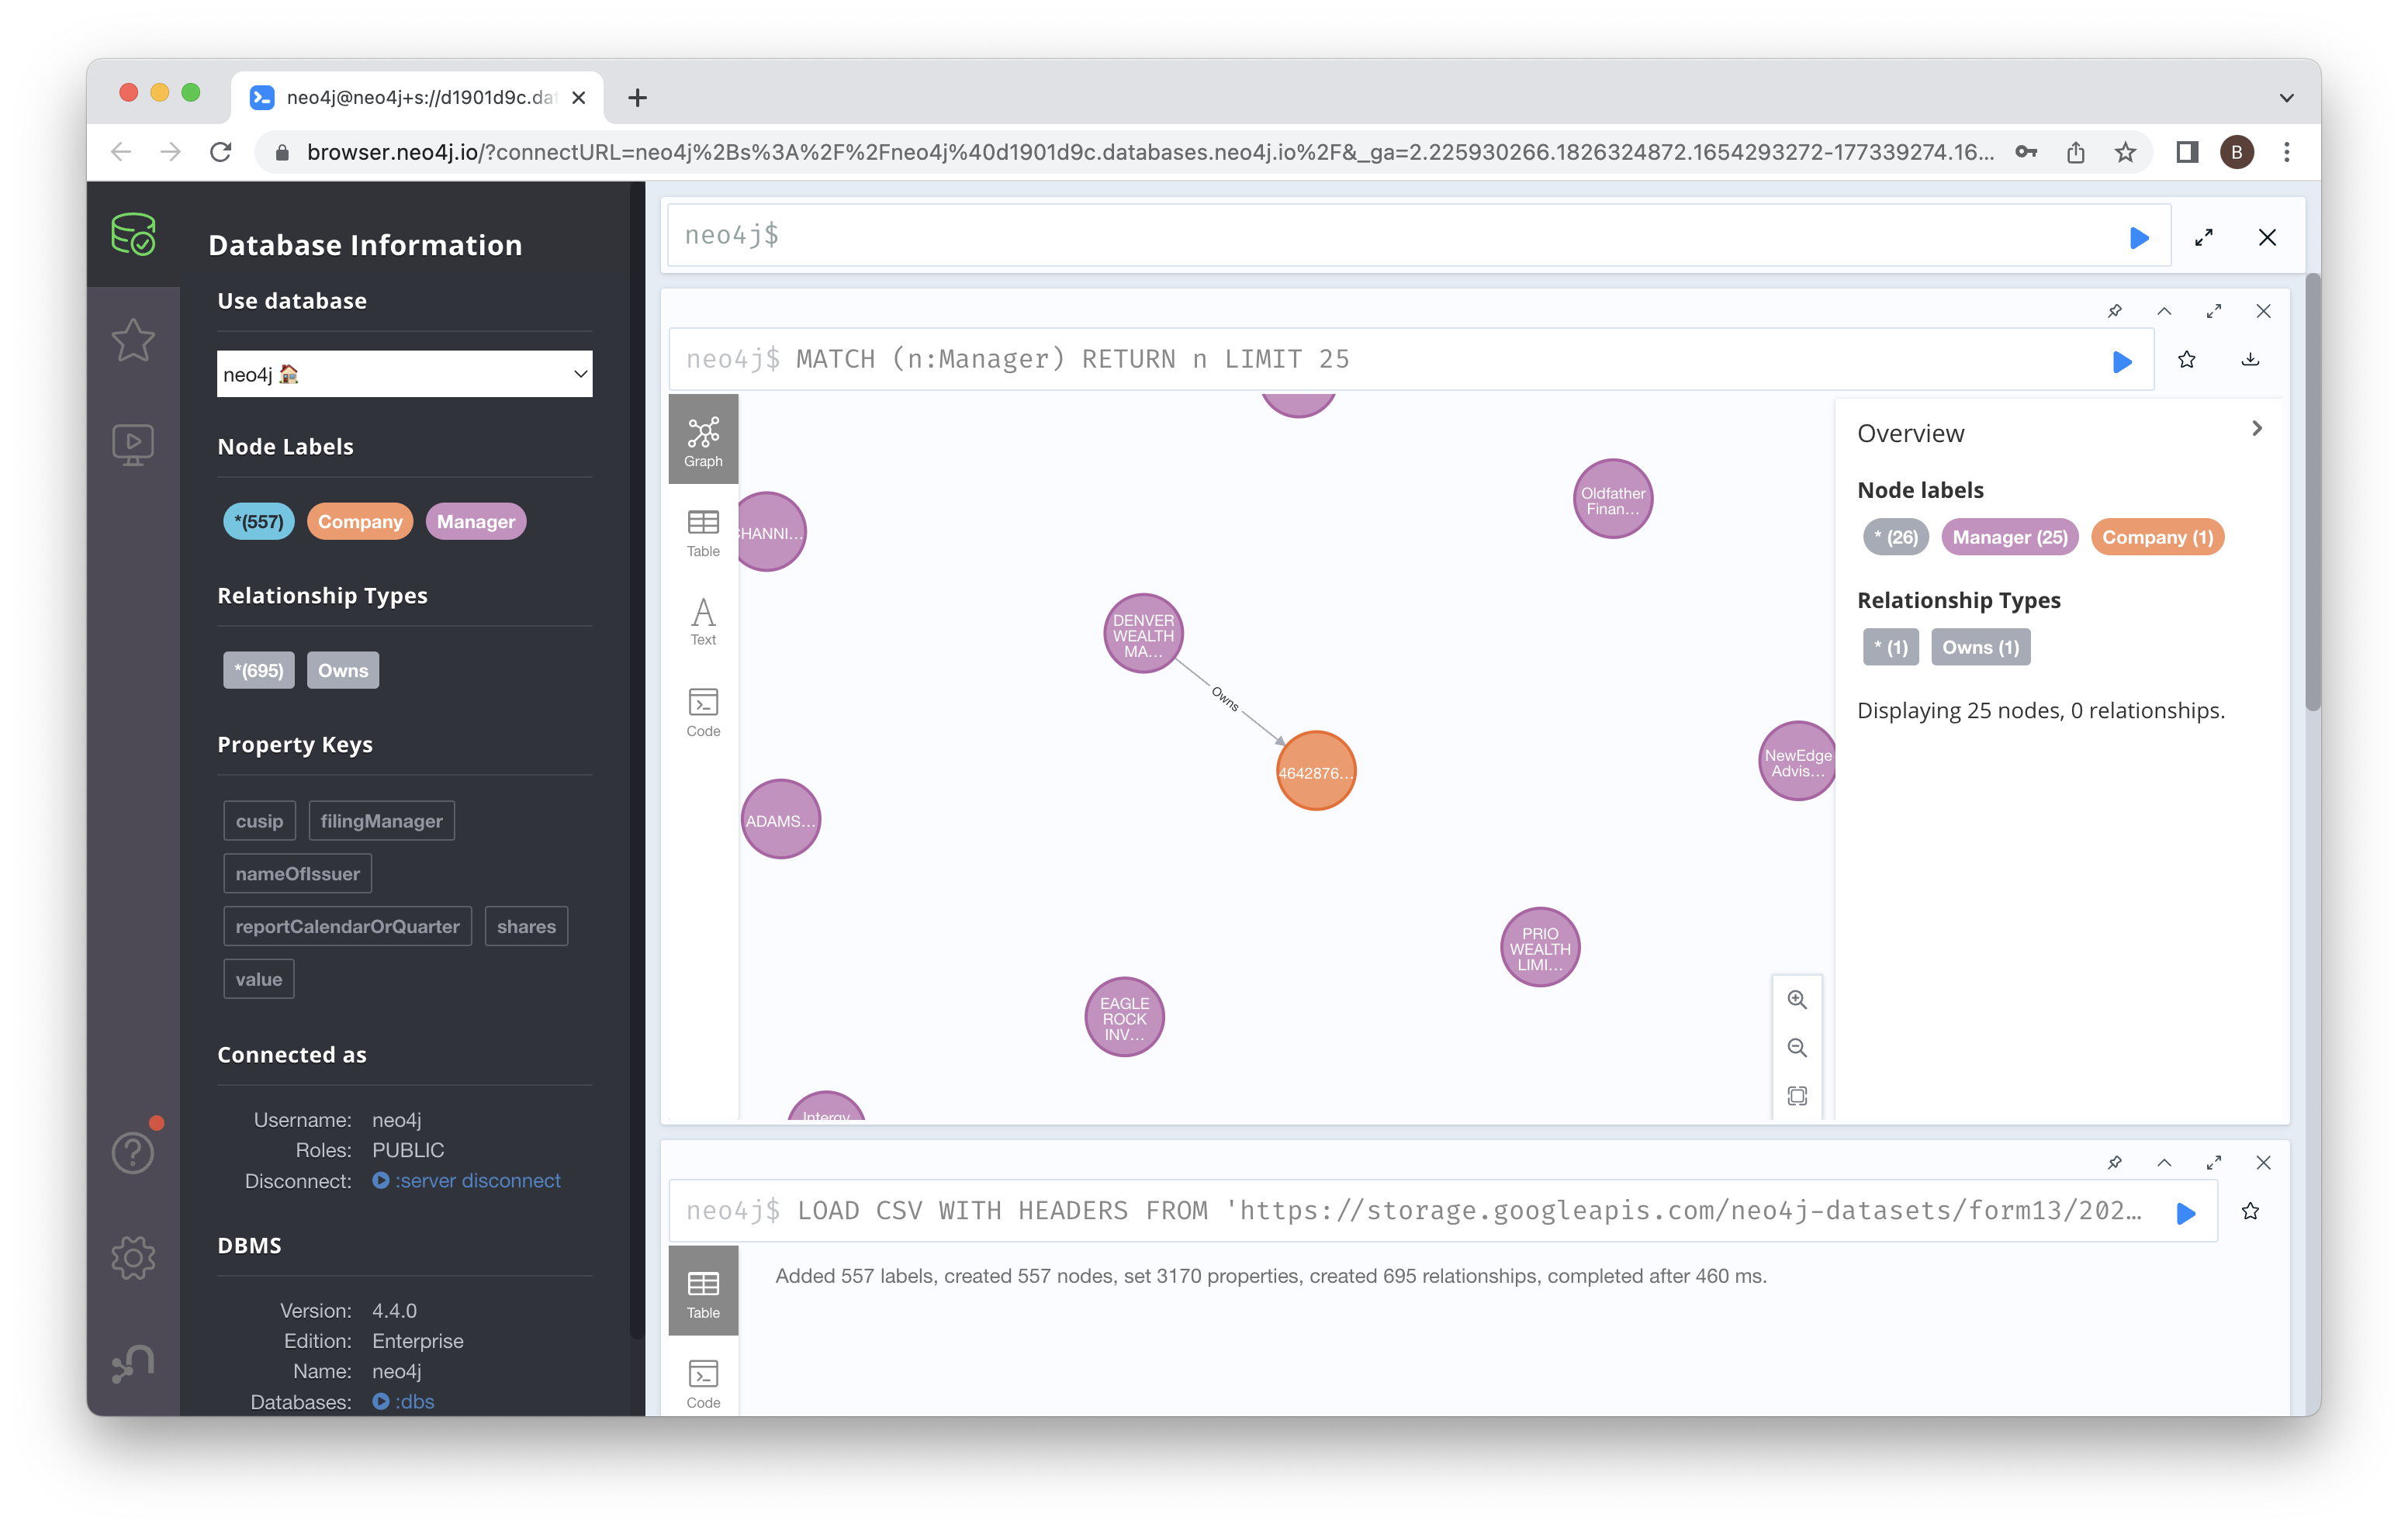 neo4j@neo4j+s://d1901d9c.dat
browser.neo4j.io/?connectURL=neo4j%2Bs%3A%2F%2Fneo4j%40d1901d9c.databases.neo4j.io%2F&_ga=2.225930266.1826324872.1654293272-177339274.16...
B
Database Information
Use database
neo4j
Node Labels
*(557) Company Manager
Relationship Types
*(695) Owns
Property Keys
cusip filingManager
nameOfIssuer
reportCalendarOrQuarter shares
value
Connected as
Username: neo4j
Roles: PUBLIC
Disconnect: :server disconnect
DBMS
Version: 4.4.0
Edition: Enterprise
Name: neo4j
Databases: :dbs
neo4j$
neo4j$ MATCH (n:Manager) RETURN n LIMIT 25
Graph
Table
Text
Code
HANNI...
Oldfather
Finan...
DENVER
WEALTH
MA...
Owns
4642876...
NewEdge
Advis...
ADAMS...
PRIO
WEALTH
LIMI...
EAGLE
ROCK
INV...
Overview
Node labels
* (26) Manager (25) Company (1)
Relationship Types
* (1) Owns (1)
Displaying 25 nodes, 0 relationships.
neo4j$ LOAD CSV WITH HEADERS FROM 'https://storage.googleapis.com/neo4j-datasets/form13/202...
Table
Code
Added 557 labels, created 557 nodes, set 3170 properties, created 695 relationships, completed after 460 ms.